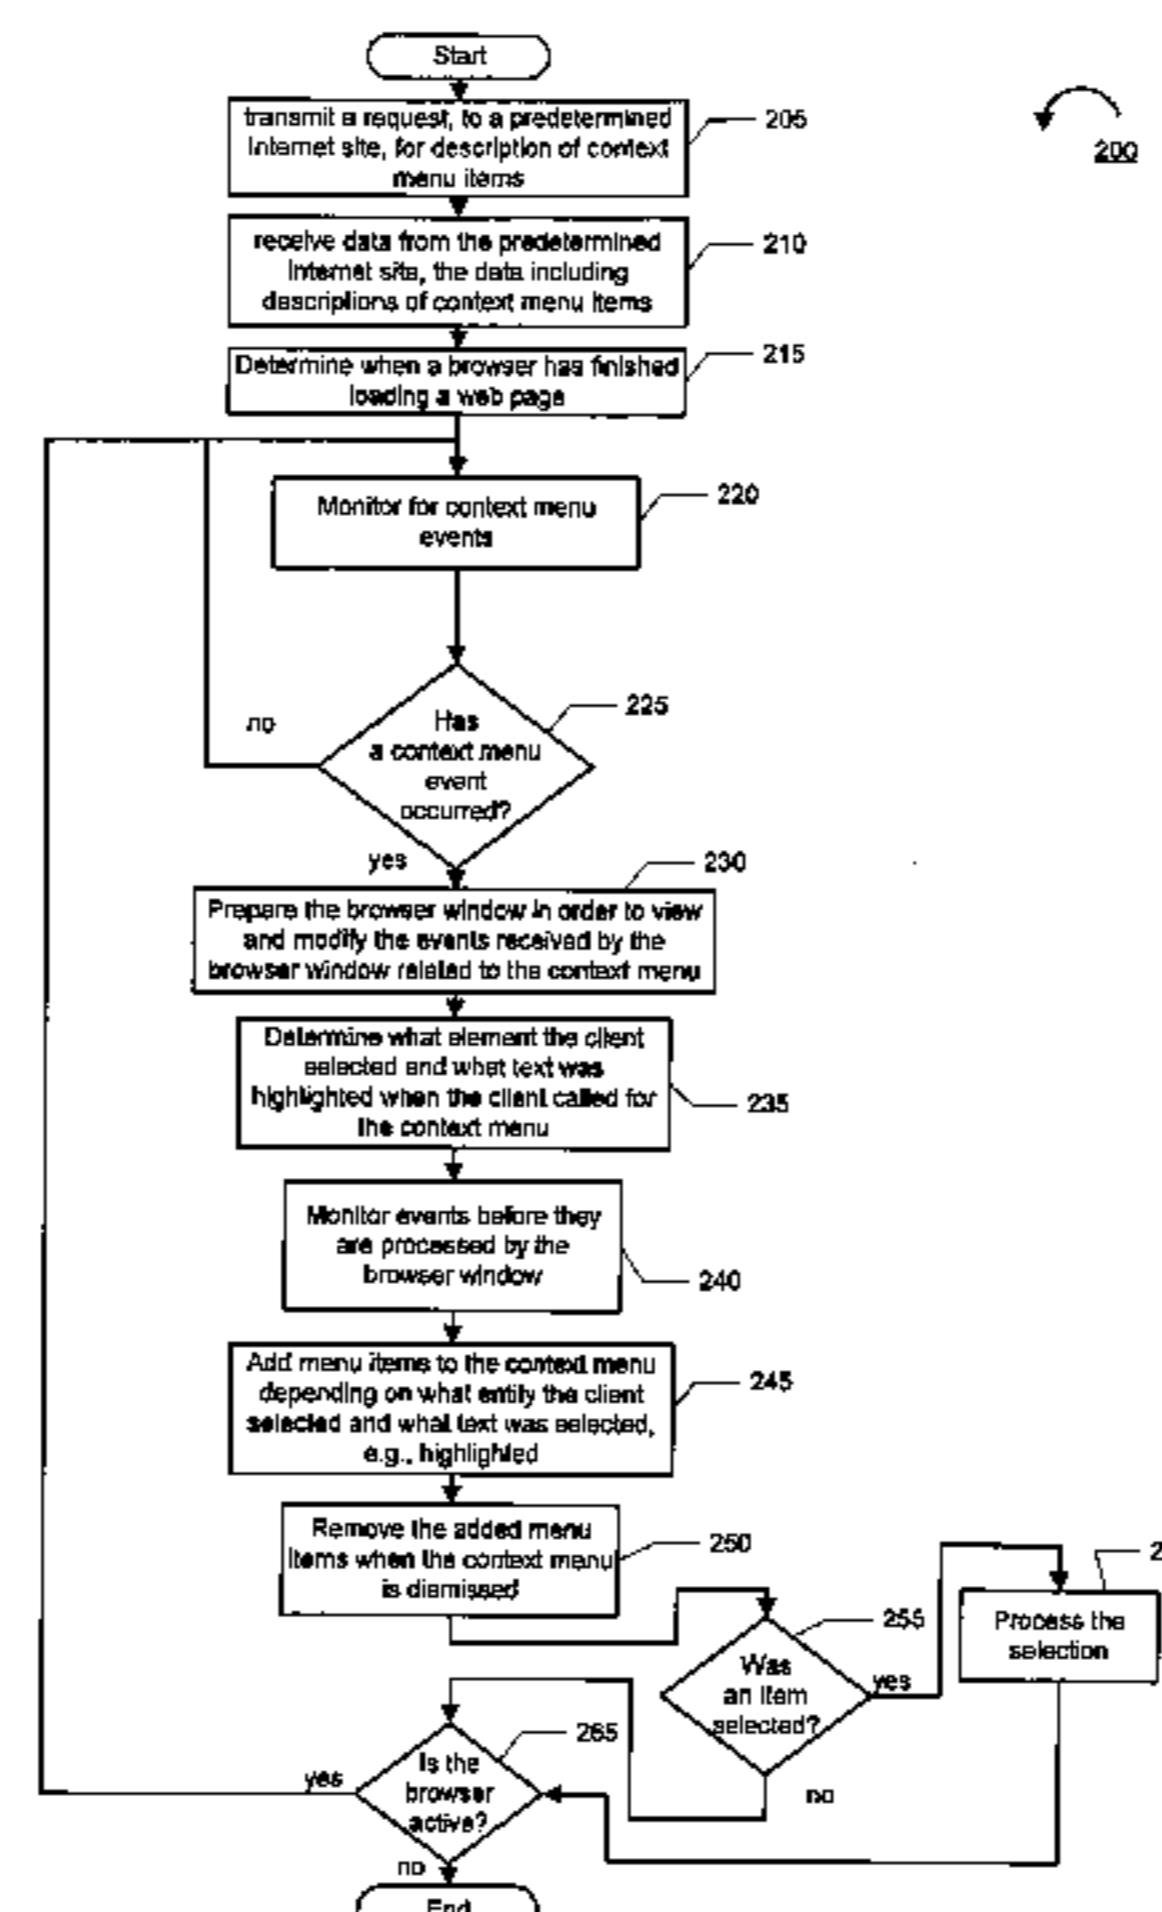 Start
transmit a request, to a predetermined
Internet site, for description of context
menu items
205
200
receive data from the predetermined
Internet site, the data including
descriptions of context menu items
210
Determine when a browser has finished
loading a web page
215
Monitor for context menu
events
220
Has
a context menu
event
occurred?
225
no
yes
230
Prepare the browser window in order to view
and modify the events received by the
browser window related to the context menu
Determine what element the client
selected and what text was
highlighted when the client called for
the context menu
235
Monitor events before they
are processed by the
browser window
240
Add menu items to the context menu
depending on what entity the client
selected and what text was selected,
e.g., highlighted
245
Remove the added menu
items when the context menu
is dismissed
250
2
Process the
selection
255
Was
an item
selected?
yes
no
265
Is the
browser
active?
yes
no
End